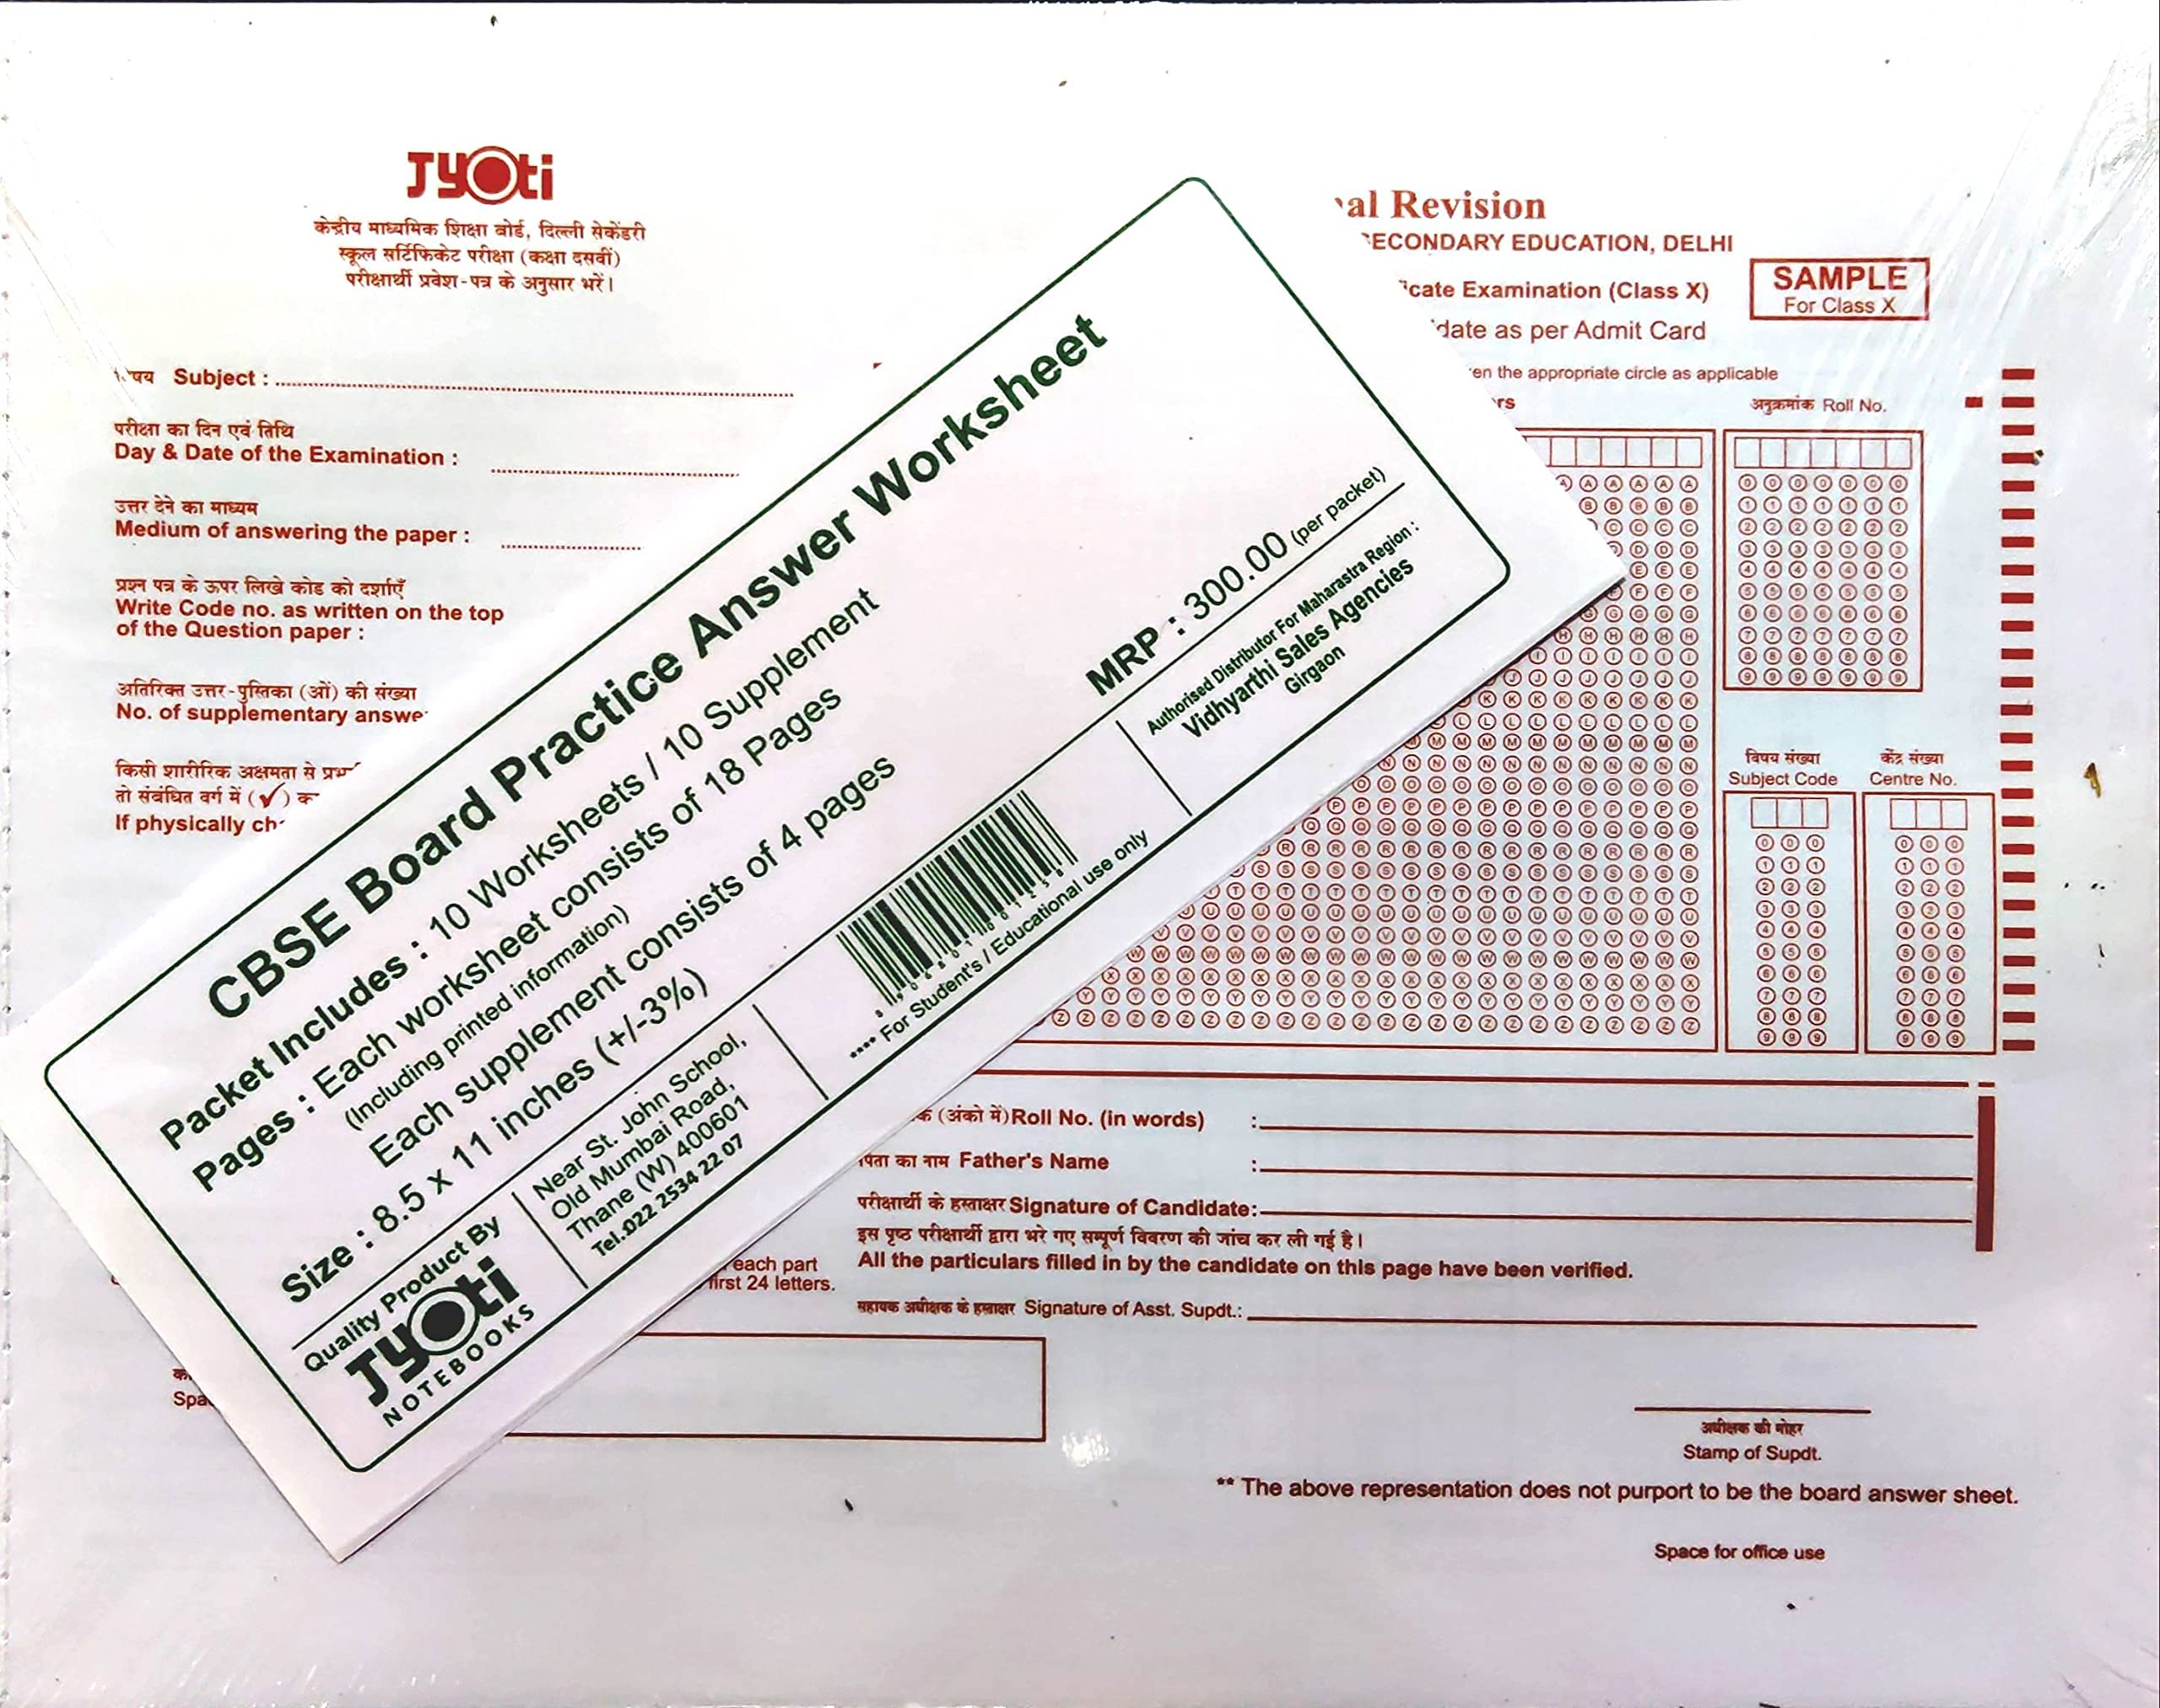 Jyoti
केन्द्रीय माध्यमिक शिक्षा बोर्ड, दिल्ली सेकेंडरी
स्कूल सर्टिफिकेट परीक्षा (कक्षा दसवीं)
परीक्षार्थी प्रवेश-पत्र के अनुसार भरें।
Subject :
परीक्षा का दिन एवं तिथि
Day & Date of the Examination :
उत्तर देने का माध्यम
Medium of answering the paper :
प्रश्न पत्र के ऊपर लिखे कोड को दर्शाएँ
Write Code no. as written on the top
of the Question paper :
अतिरिक्त उत्तर-पुस्तिका (ओं) की संख्या
No. of supplementary
किसी शारीरिक अक्षमता से
तो संबंधित वर्ग में (✓)
If physically
each part
first 24 letters.
Revision
SECONDARY EDUCATION, DELHI
Examination (Class X)
as per Admit Card
SAMPLE
For Class X
the appropriate circle as applicable
अनुक्रमांक Roll No.
विषय संख्या
Subject Code
केंद्र संख्या
Centre No.
(अंको में) Roll No. (in words) :
पिता का नाम Father's Name :
परीक्षार्थी के हस्ताक्षर Signature of Candidate:
इस पृष्ठ परीक्षार्थी द्वारा भरे गए सम्पूर्ण विवरण की जांच कर ली गई है।
All the particulars filled in by the candidate on this page have been verified.
सहायक अधीक्षक के हस्ताक्षर Signature of Asst. Supdt.:
अधीक्षक की मोहर
Stamp of Supdt.
** The above representation does not purport to be the board answer sheet.
Space for office use
CBSE Board Practice Answer Worksheet
Packet Includes : 10 Worksheets / 10 Supplement
Pages : Each worksheet consists of 18 Pages
(Including printed information)
Each supplement consists of 4 pages
Size : 8.5 x 11 inches (+/-3%)
MRP : 300.00 (per packet)
Quality Product By
Jyoti
NOTEBOOKS
Near St. John School,
Old Mumbai Road,
Thane (W) 400601
Tel.:022 2534 22 07
**** For Student's / Educational use only
Authorised Distributor For Maharastra Region :
Vidhyarthi Sales Agencies
Girgaon